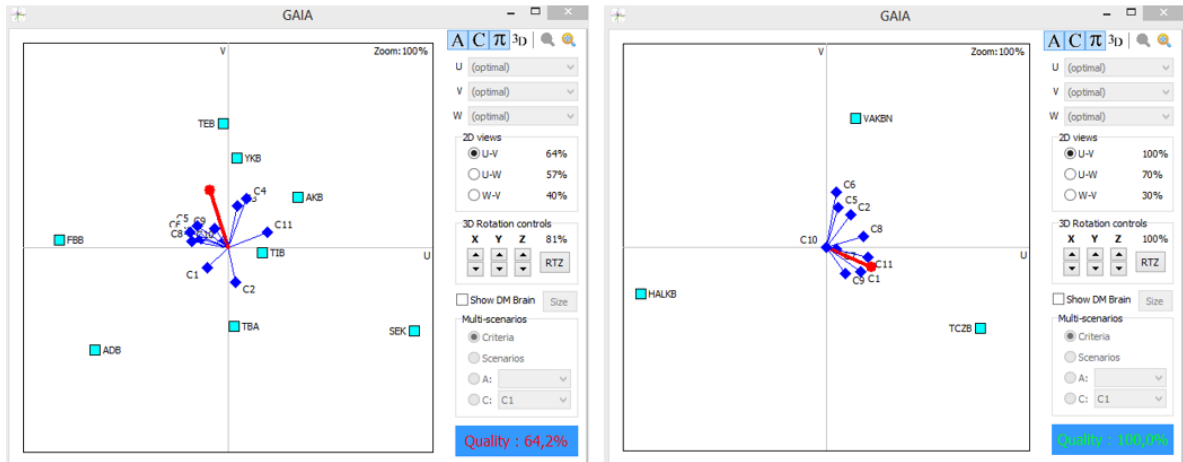 GAIA
V
Zoom: 100%
TEB
YKB
C4
AKB
C5
C9
C11
C8
FBB
TIB
U
C1
C2
TBA
SEK
ADB
A C π 3D
U (optimal)
V (optimal)
W (optimal)
2D views
U-V 64%
U-W 57%
W-V 40%
3D Rotation controls
X Y Z 81%
RTZ
Show DM Brain Size
Multi-scenarios
Criteria
Scenarios
A:
C: C1
Quality : 64,2%
GAIA
V
Zoom: 100%
VAKBN
C6
C5
C2
C8
C10
U
C11
C9 C1
HALKB
TCZB
A C π 3D
U (optimal)
V (optimal)
W (optimal)
2D views
U-V 100%
U-W 70%
W-V 30%
3D Rotation controls
X Y Z 100%
RTZ
Show DM Brain Size
Multi-scenarios
Criteria
Scenarios
A:
C: C1
Quality : 100,0%